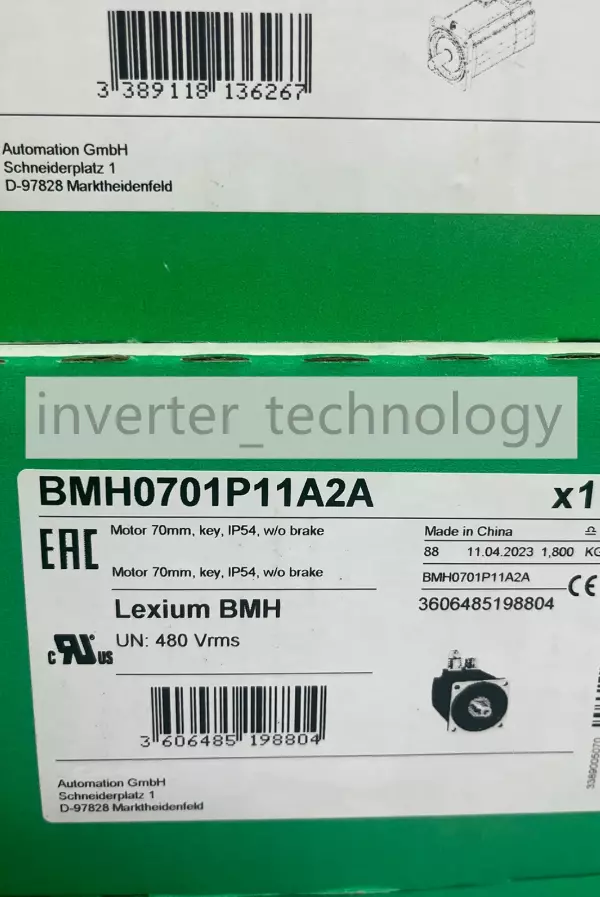 3 389118 136267
Automation GmbH
Schneiderplatz 1
D-97828 Marktheidenfeld
inverter_technology
BMH0701P11A2A x1
EAC
Motor 70mm, key, IP54, w/o brake
Motor 70mm, key, IP54, w/o brake
Made in China
88 11.04.2023 1,800 KG
BMH0701P11A2A
CE
3606485198804
Lexium BMH
UN: 480 Vrms
c RU US
3 606485 198804
3389005070
Automation GmbH
Schneiderplatz 1
D-97828 Marktheidenfeld